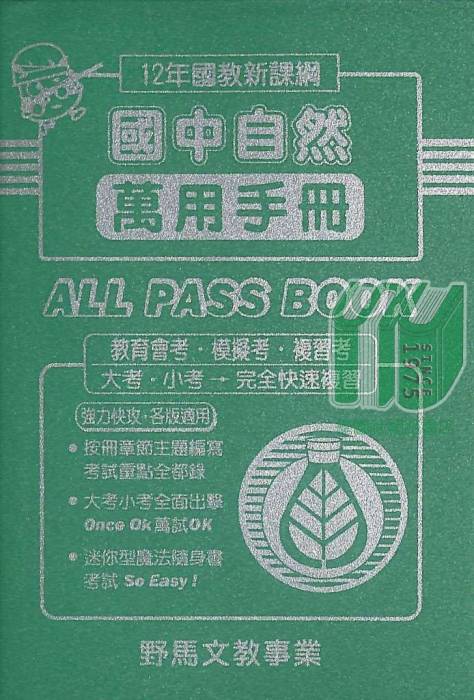 12年國教新課綱
國中自然
萬用手冊
ALL PASS BOOK
SINCE
1975
教育會考・模擬考・複習考
大考・小考→完全快速複習
強力快攻・各版適用
•按冊章節主題編寫
考試重點全都錄
•大考小考全面出擊
Once Ok萬試OK
•迷你型魔法隨身書
考試 So Easy!
野馬文教事業